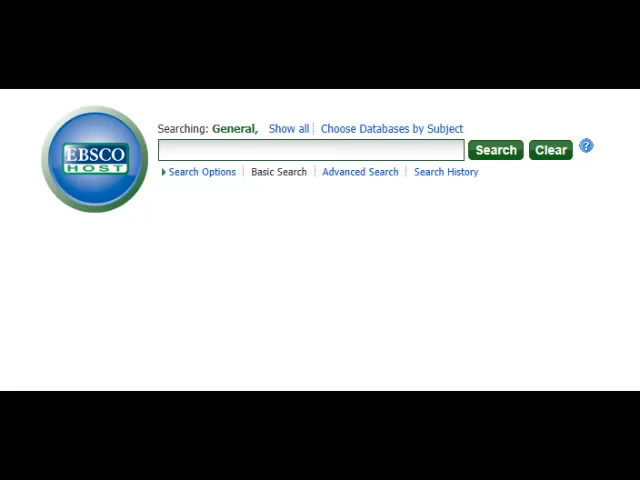 Searching: General, Show all Choose Databases by Subject
EBSCO
HOST
Search Clear ?
Search Options Basic Search Advanced Search Search History